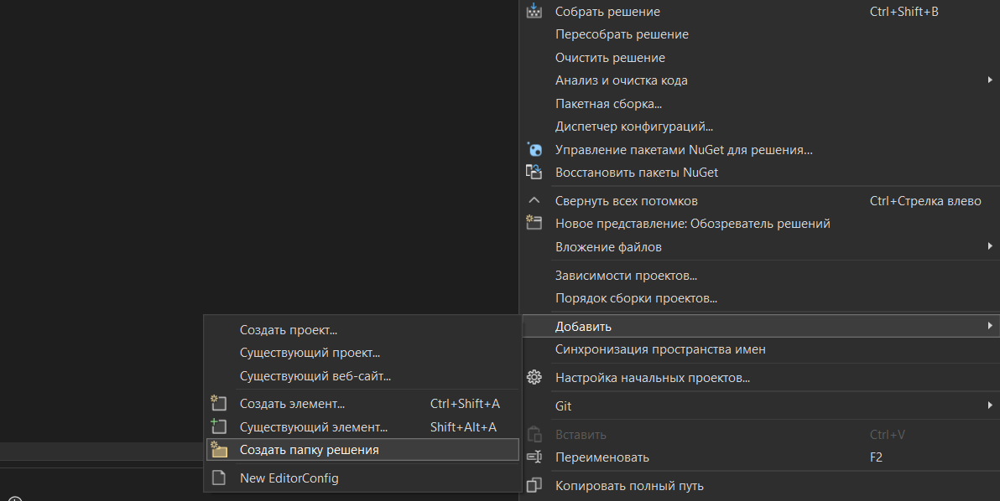 Собрать решение Ctrl+Shift+B
Пересобрать решение
Очистить решение
Анализ и очистка кода
Пакетная сборка...
Диспетчер конфигураций...
Управление пакетами NuGet для решения...
Восстановить пакеты NuGet
Свернуть всех потомков Ctrl+Стрелка влево
Новое представление: Обозреватель решений
Вложение файлов
Зависимости проектов...
Порядок сборки проектов...
Добавить
Синхронизация пространства имен
Настройка начальных проектов...
Git
Вставить Ctrl+V
Переименовать F2
Копировать полный путь
Создать проект...
Существующий проект...
Существующий веб-сайт...
Создать элемент... Ctrl+Shift+A
Существующий элемент... Shift+Alt+A
Создать папку решения
New EditorConfig